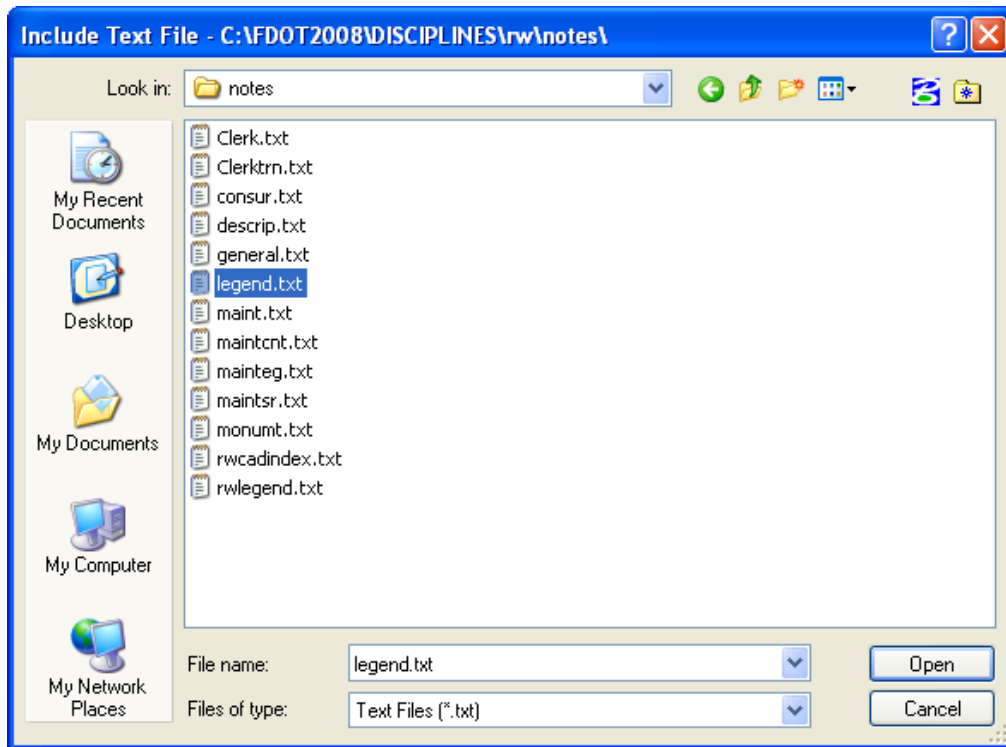 Include Text File - C:\FDOT2008\DISCIPLINES\rw\notes\
Look in:
notes
My Recent
Documents
Desktop
My Documents
My Computer
My Network
Places
Clerk.txt
Clerktrn.txt
consur.txt
descrip.txt
general.txt
legend.txt
maint.txt
maintcnt.txt
mainteg.txt
maintsr.txt
monumt.txt
rwcadindex.txt
rwlegend.txt
File name:
legend.txt
Open
Files of type:
Text Files (*.txt)
Cancel